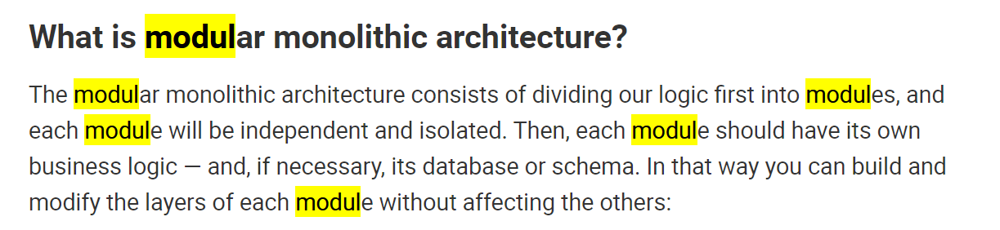 What is modular monolithic architecture?
The modular monolithic architecture consists of dividing our logic first into modules, and
each module will be independent and isolated. Then, each module should have its own
business logic — and, if necessary, its database or schema. In that way you can build and
modify the layers of each module without affecting the others: